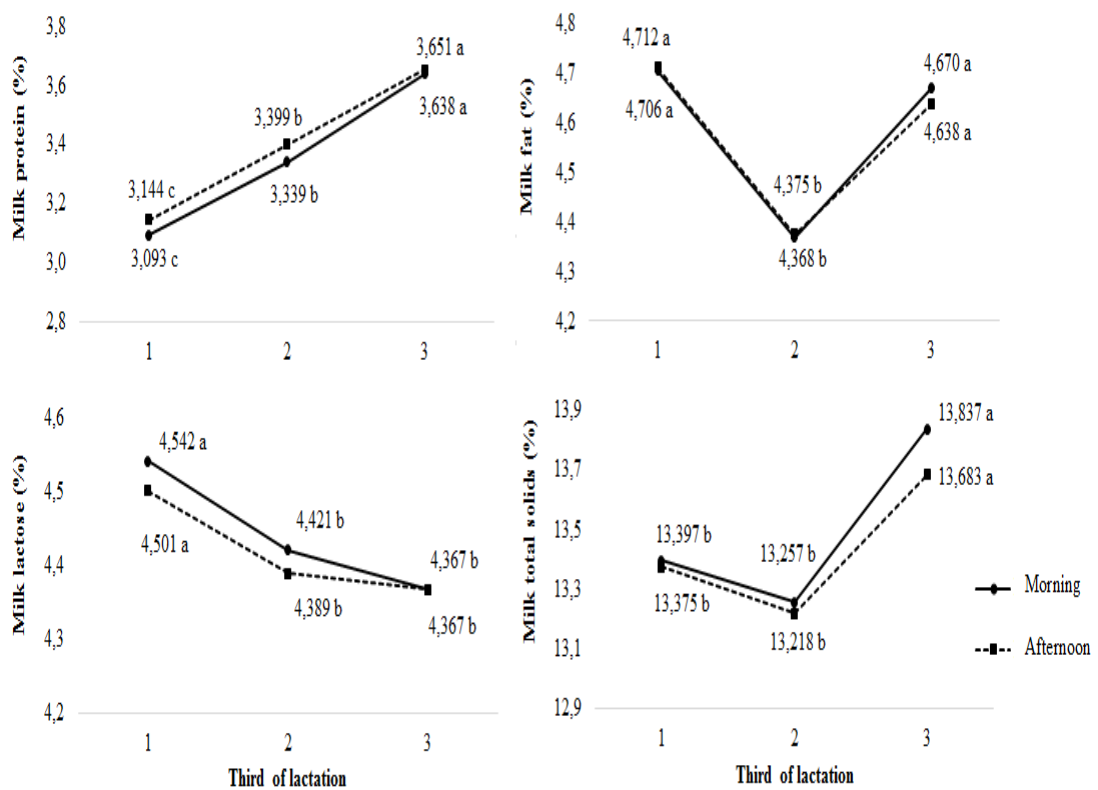 Milk protein (%)
3,8
3,6
3,4
3,2
3,0
2,8
3,144 c
3,093 c
3,399 b
3,339 b
3,651 a
3,638 a
1
2
3
Milk fat (%)
4,8
4,7
4,6
4,5
4,4
4,3
4,2
4,712 a
4,706 a
4,375 b
4,368 b
4,670 a
4,638 a
1
2
3
Milk lactose (%)
4,6
4,5
4,4
4,3
4,2
4,542 a
4,501 a
4,421 b
4,389 b
4,367 b
4,367 b
1
2
3
Third of lactation
Milk total solids (%)
13,9
13,7
13,5
13,3
13,1
12,9
13,397 b
13,375 b
13,257 b
13,218 b
13,837 a
13,683 a
1
2
3
Third of lactation
Morning
Afternoon